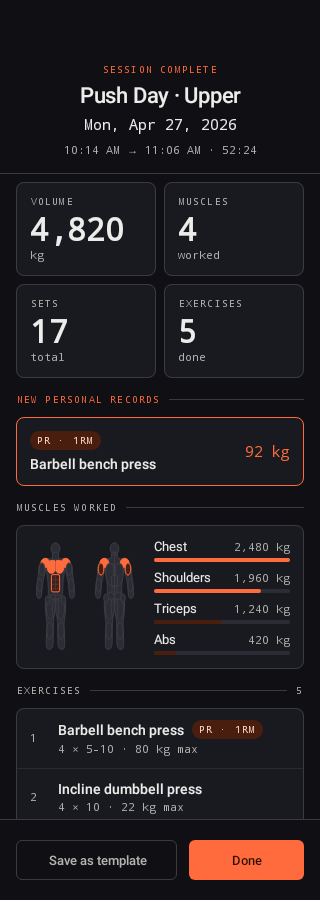 SESSION COMPLETE
Push Day · Upper
Mon, Apr 27, 2026
10:14 AM → 11:06 AM · 52:24
VOLUME
4,820
kg
MUSCLES
4
worked
SETS
17
total
EXERCISES
5
done
NEW PERSONAL RECORDS
PR · 1RM
Barbell bench press
92 kg
MUSCLES WORKED
Chest 2,480 kg
Shoulders 1,960 kg
Triceps 1,240 kg
Abs 420 kg
EXERCISES 5
1 Barbell bench press PR · 1RM
4 × 5–10 · 80 kg max
2 Incline dumbbell press
4 × 10 · 22 kg max
Save as template Done